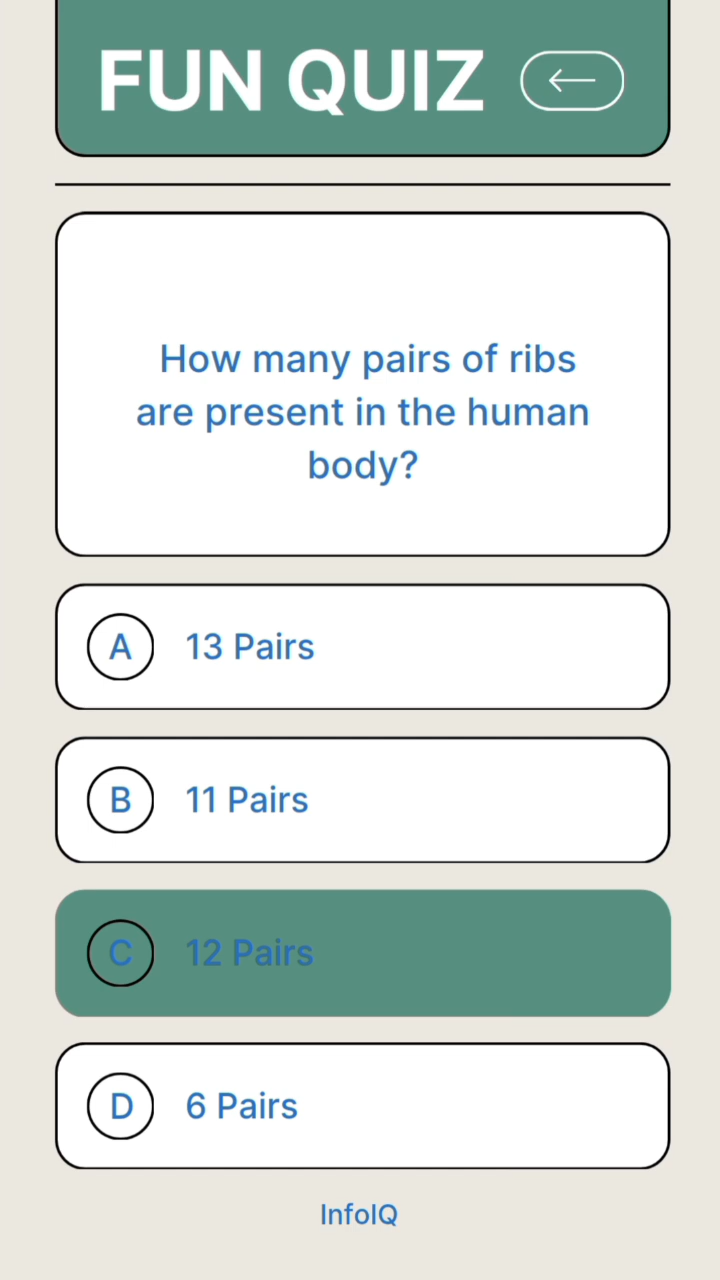 FUN QUIZ
How many pairs of ribs
are present in the human
body?
A 13 Pairs
B 11 Pairs
C 12 Pairs
D 6 Pairs
InfoIQ